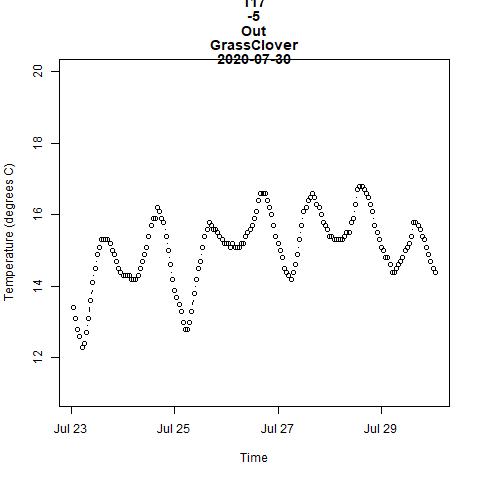 T17
-5
Out
GrassClover
2020-07-30
Temperature (degrees C)
20
18
16
14
12
Jul 23
Jul 25
Jul 27
Jul 29
Time